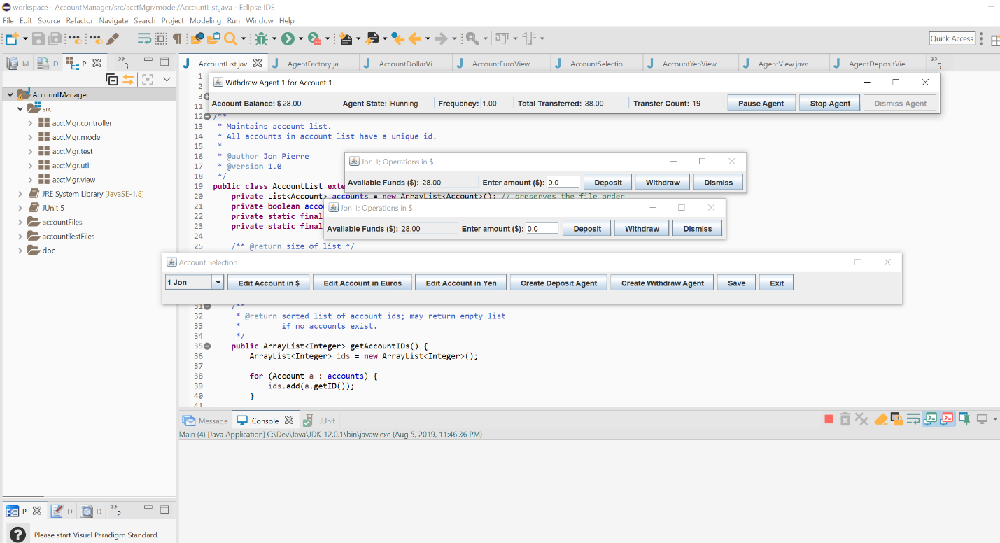 workspace - AccountManager/src/acctMgr/model/AccountList.java - Eclipse IDE
File Edit Source Refactor Navigate Search Project Modeling Run Window Help
Quick Access
M D P 3
AccountList.jav AgentFactory.ja AccountDollarVi AccountEuroView AccountSelectio AccountYenView. AgentView.java AgentDepositVie 5
AccountManager
src
acctMgr.controller
acctMgr.model
acctMgr.test
acctMgr.util
acctMgr.view
JRE System Library [JavaSE-1.8]
JUnit 5
accountFiles
accountTestFiles
doc
1
2
3
Withdraw Agent 1 for Account 1
Account Balance: $ 28.00 Agent State: Running Frequency: 1.00 Total Transferred: 38.00 Transfer Count: 19 Pause Agent Stop Agent Dismiss Agent
11
12 /**
13 * Maintains account list.
14 * All accounts in account list have a unique id.
15 *
16 * @author Jon Pierre
17 * @version 1.0
18 */
19 public class AccountList exte
20 private List<Account> accounts = new ArrayList<Account>(); // preserves the file order
21 private boolean accou
22 private static final
23 private static final
24
25 /** @return size of list */
Jon 1; Operations in $
Available Funds ($): 28.00 Enter amount ($): 0.0 Deposit Withdraw Dismiss
Jon 1; Operations in $
Available Funds ($): 28.00 Enter amount ($): 0.0 Deposit Withdraw Dismiss
Account Selection
1 Jon Edit Account in $ Edit Account in Euros Edit Account in Yen Create Deposit Agent Create Withdraw Agent Save Exit
31 /**
32 * @return sorted list of account ids; may return empty list
33 * if no accounts exist.
34 */
35 public ArrayList<Integer> getAccountIDs() {
36 ArrayList<Integer> ids = new ArrayList<Integer>();
37
38 for (Account a : accounts) {
39 ids.add(a.getID());
40 }
41
Message Console JUnit
Main (4) [Java Application] C:\Dev\Java\JDK-12.0.1\bin\javaw.exe (Aug 5, 2019, 11:46:36 PM)
P D D 2
Please start Visual Paradigm Standard.